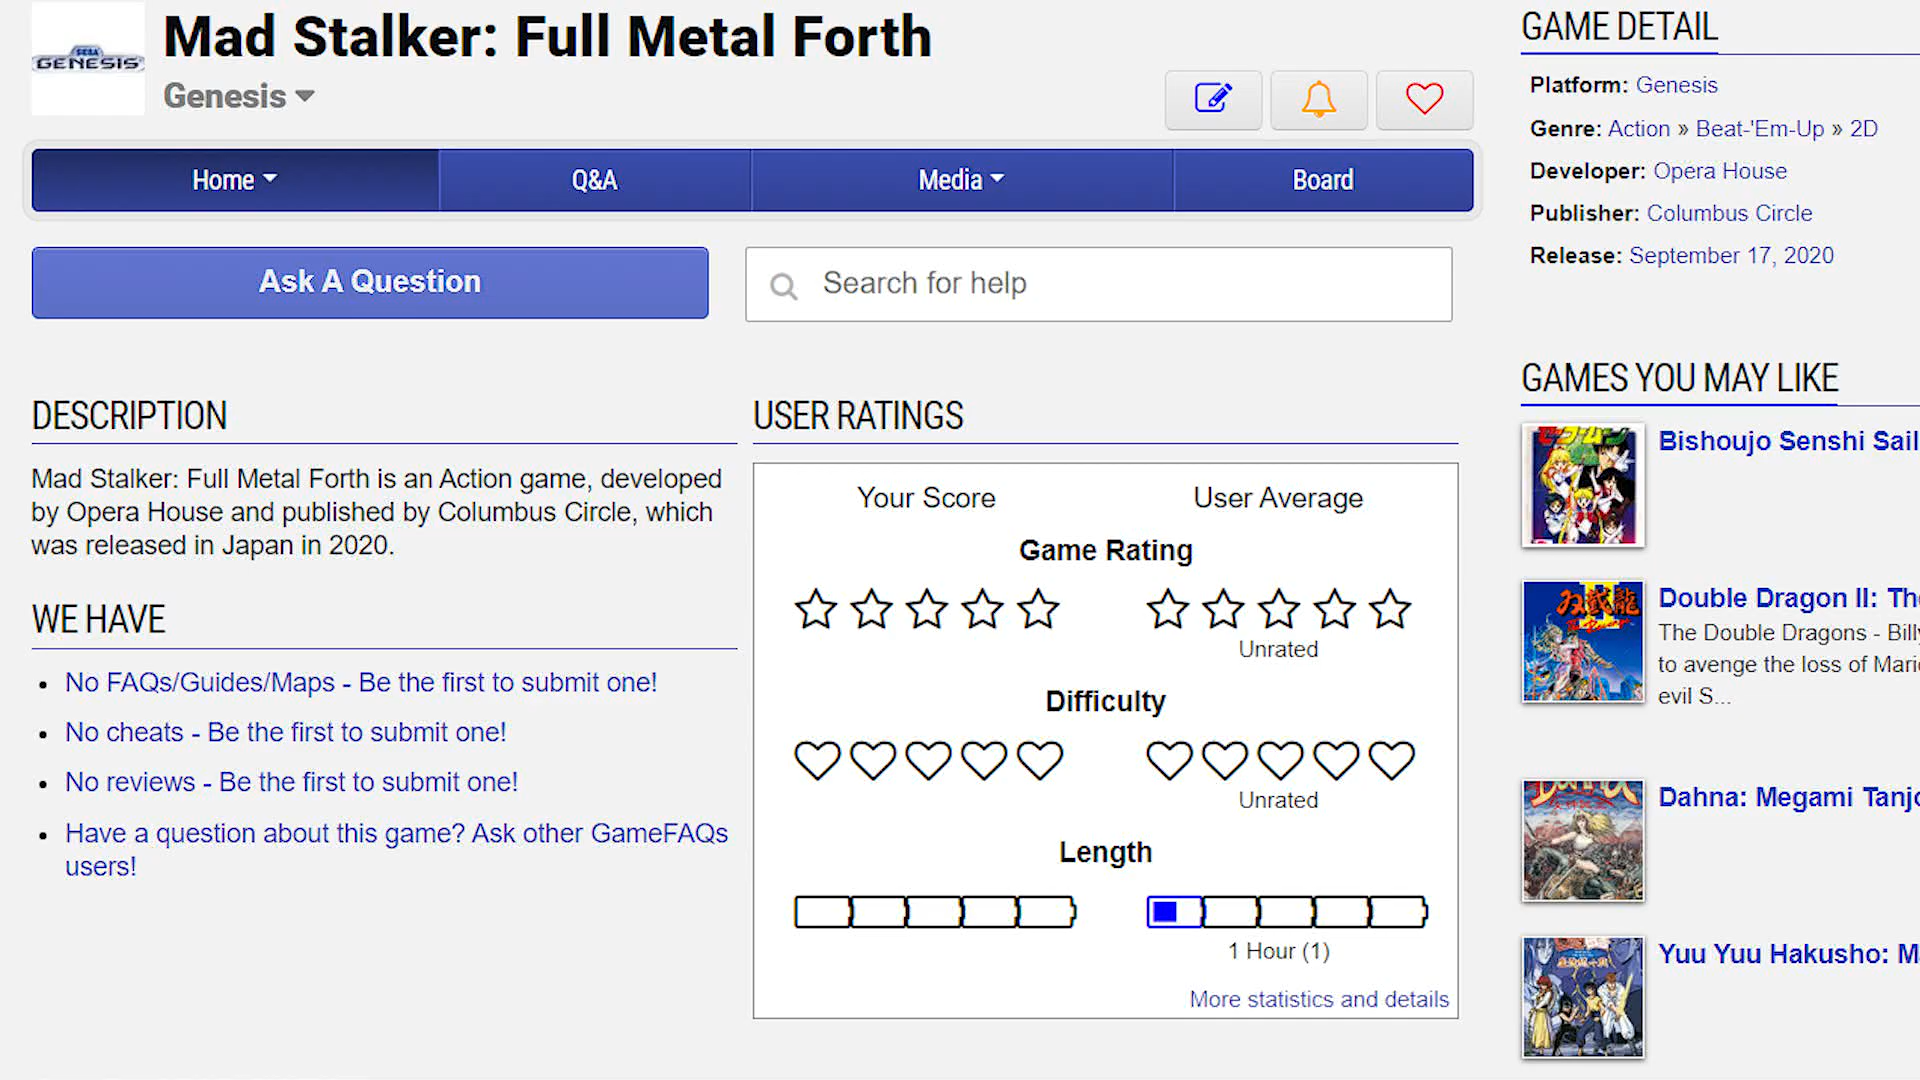 SEGA
GENESIS
Mad Stalker: Full Metal Forth
Genesis
Home
Q&A
Media
Board
Ask A Question
Search for help
DESCRIPTION
Mad Stalker: Full Metal Forth is an Action game, developed
by Opera House and published by Columbus Circle, which
was released in Japan in 2020.
WE HAVE
No FAQs/Guides/Maps - Be the first to submit one!
No cheats - Be the first to submit one!
No reviews - Be the first to submit one!
Have a question about this game? Ask other GameFAQs
users!
USER RATINGS
Your Score
User Average
Game Rating
Unrated
Difficulty
Unrated
Length
1 Hour (1)
More statistics and details
GAME DETAIL
Platform: Genesis
Genre: Action » Beat-'Em-Up » 2D
Developer: Opera House
Publisher: Columbus Circle
Release: September 17, 2020
GAMES YOU MAY LIKE
Bishoujo Senshi Sail
双截龍
Double Dragon II: The
The Double Dragons - Billy
to avenge the loss of Mario
evil S...
Dahna: Megami Tanjo
Yuu Yuu Hakusho: M